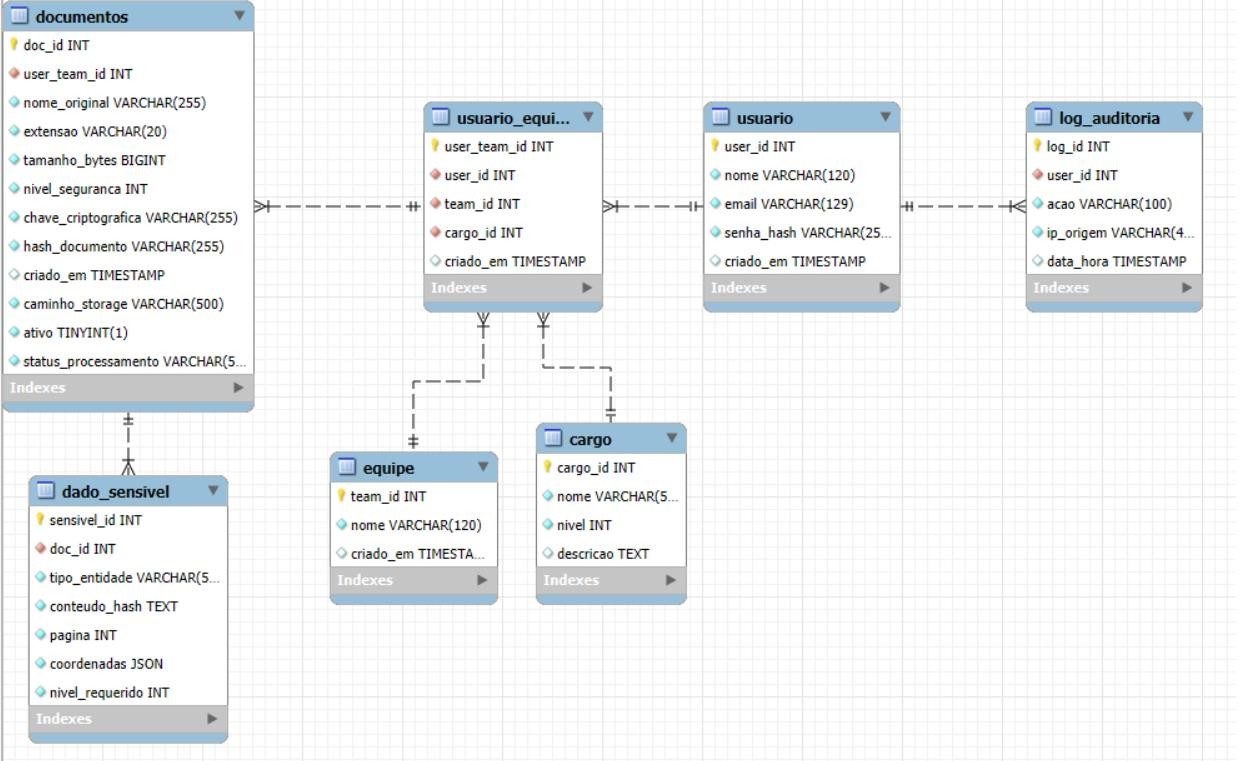 documentos
doc_id INT
user_team_id INT
nome_original VARCHAR(255)
extensao VARCHAR(20)
tamanho_bytes BIGINT
nivel_seguranca INT
chave_criptografica VARCHAR(255)
hash_documento VARCHAR(255)
criado_em TIMESTAMP
caminho_storage VARCHAR(500)
ativo TINYINT(1)
status_processamento VARCHAR(5...
Indexes
usuario_equi...
user_team_id INT
user_id INT
team_id INT
cargo_id INT
criado_em TIMESTAMP
Indexes
usuario
user_id INT
nome VARCHAR(120)
email VARCHAR(129)
senha_hash VARCHAR(25...
criado_em TIMESTAMP
Indexes
log_auditoria
log_id INT
user_id INT
acao VARCHAR(100)
ip_origem VARCHAR(4...
data_hora TIMESTAMP
Indexes
dado_sensivel
sensivel_id INT
doc_id INT
tipo_entidade VARCHAR(5...
conteudo_hash TEXT
pagina INT
coordenadas JSON
nivel_requerido INT
Indexes
equipe
team_id INT
nome VARCHAR(120)
criado_em TIMESTA...
Indexes
cargo
cargo_id INT
nome VARCHAR(5...
nivel INT
descricao TEXT
Indexes